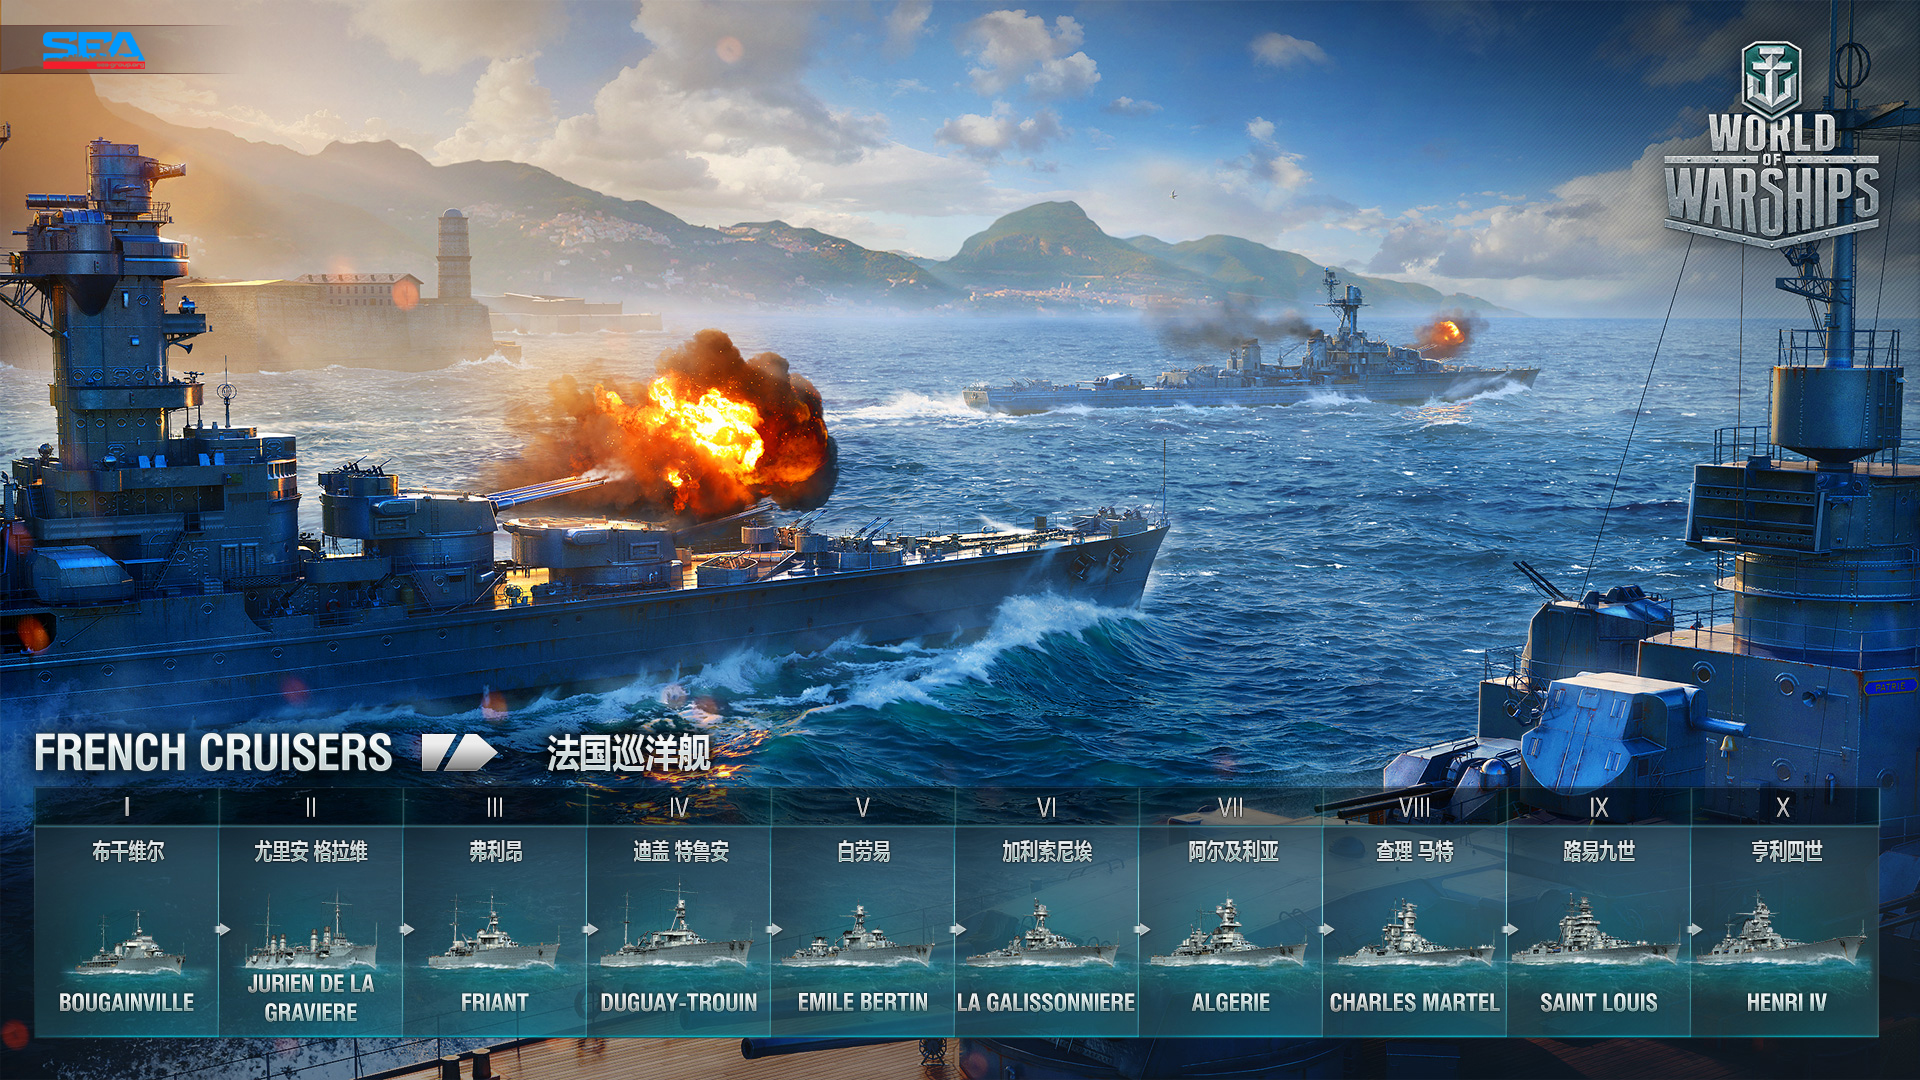 SEA
WORLD
OF
WARSHIPS
PATRIE
FRENCH CRUISERS 法国巡洋舰
I II III IV V VI VII VIII IX X
布干维尔 尤里安 格拉维 弗利昂 迪盖 特鲁安 白劳易 加利索尼埃 阿尔及利亚 查理 马特 路易九世 亨利四世
BOUGAINVILLE
JURIEN DE LA
GRAVIERE
FRIANT
DUGUAY-TROUIN
EMILE BERTIN
LA GALISSONNIERE
ALGERIE
CHARLES MARTEL
SAINT LOUIS
HENRI IV